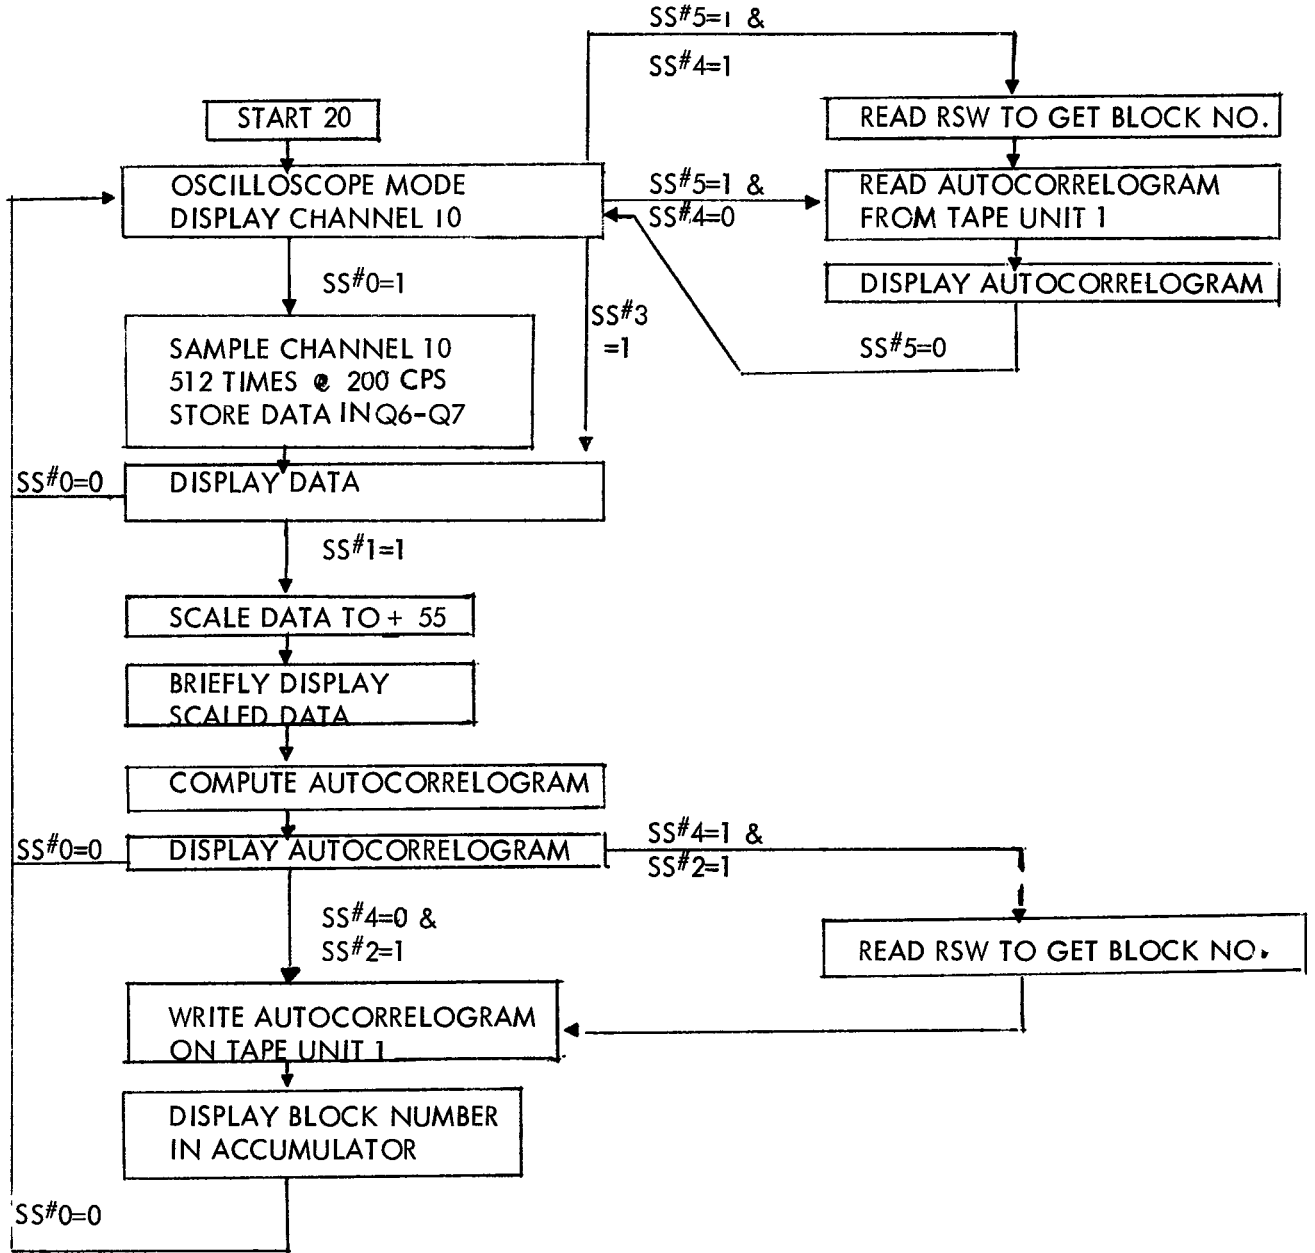 SS#5=1 &
SS#4=1
START 20
READ RSW TO GET BLOCK NO.
OSCILLOSCOPE MODE
DISPLAY CHANNEL 10
SS#5=1 &
SS#4=0
READ AUTOCORRELOGRAM
FROM TAPE UNIT 1
DISPLAY AUTOCORRELOGRAM
SS#0=1
SS#3
=1
SS#5=0
SAMPLE CHANNEL 10
512 TIMES @ 200 CPS
STORE DATA IN Q6-Q7
SS#0=0
DISPLAY DATA
SS#1=1
SCALE DATA TO ± 55
BRIEFLY DISPLAY
SCALED DATA
COMPUTE AUTOCORRELOGRAM
SS#0=0
DISPLAY AUTOCORRELOGRAM
SS#4=1 &
SS#2=1
SS#4=0 &
SS#2=1
READ RSW TO GET BLOCK NO.
WRITE AUTOCORRELOGRAM
ON TAPE UNIT 1
DISPLAY BLOCK NUMBER
IN ACCUMULATOR
SS#0=0